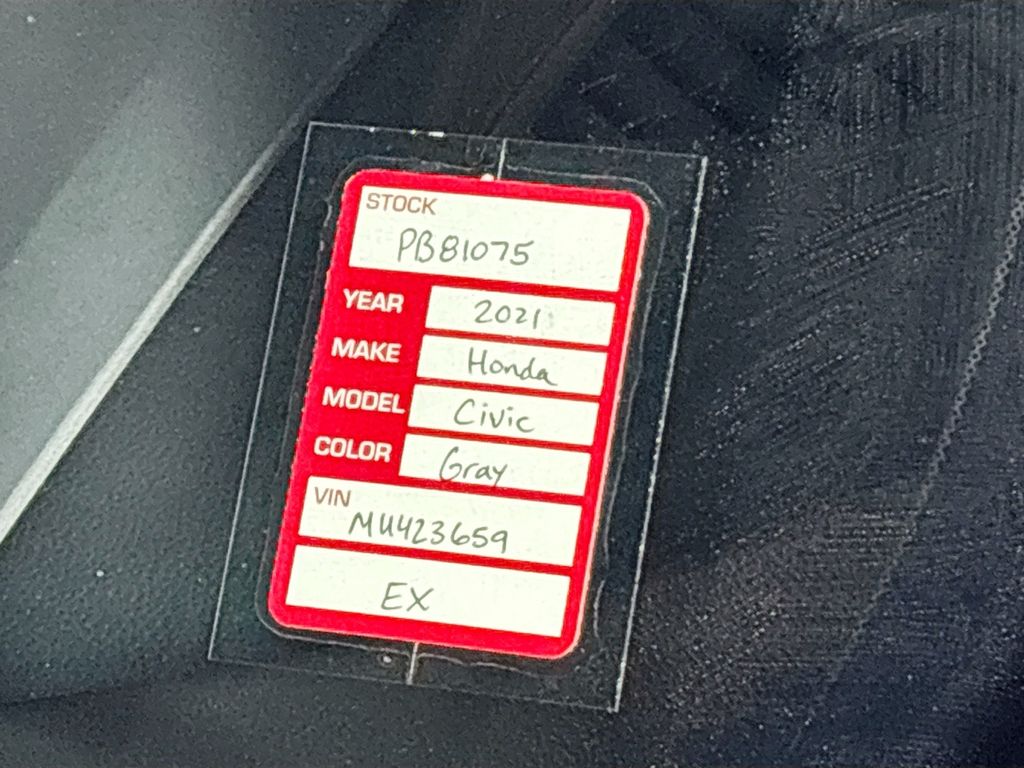 STOCK
PB81075
YEAR 2021
MAKE Honda
MODEL Civic
COLOR Gray
VIN
MU423659
EX